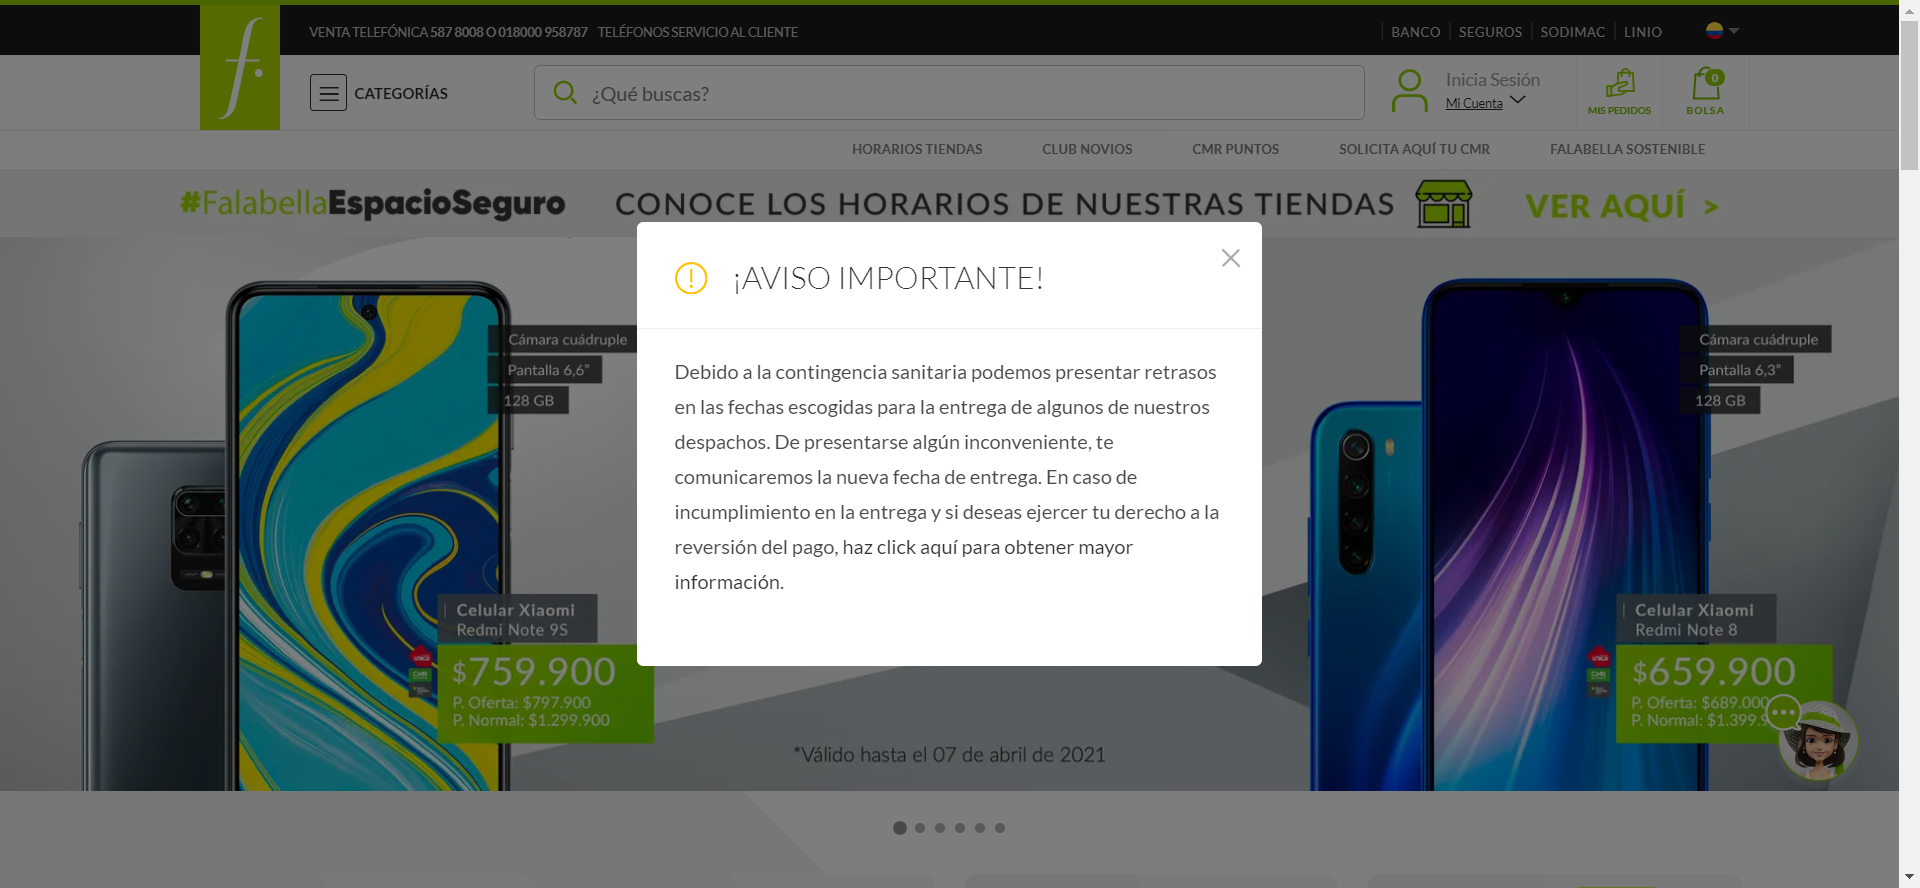 VENTA TELEFÓNICA 587 8008 O 018000 958787 TELÉFONOS SERVICIO AL CLIENTE
BANCO SEGUROS SODIMAC LINIO
f.
CATEGORÍAS
¿Qué buscas?
Inicia Sesión
Mi Cuenta
MIS PEDIDOS
0
BOLSA
HORARIOS TIENDAS CLUB NOVIOS CMR PUNTOS SOLICITA AQUÍ TU CMR FALABELLA SOSTENIBLE
#FalabellaEspacioSeguro CONOCE LOS HORARIOS DE NUESTRAS TIENDAS VER AQUÍ >
¡AVISO IMPORTANTE!
Debido a la contingencia sanitaria podemos presentar retrasos
en las fechas escogidas para la entrega de algunos de nuestros
despachos. De presentarse algún inconveniente, te
comunicaremos la nueva fecha de entrega. En caso de
incumplimiento en la entrega y si deseas ejercer tu derecho a la
reversión del pago, haz click aquí para obtener mayor
información.
Cámara cuádruple
Pantalla 6,6"
128 GB
Celular Xiaomi
Redmi Note 9S
$759.900
P. Oferta: $797.900
P. Normal: $1.299.900
Cámara cuádruple
Pantalla 6,3"
128 GB
Celular Xiaomi
Redmi Note 8
$659.900
P. Oferta: $689.000
P. Normal: $1.399.9
*Válido hasta el 07 de abril de 2021